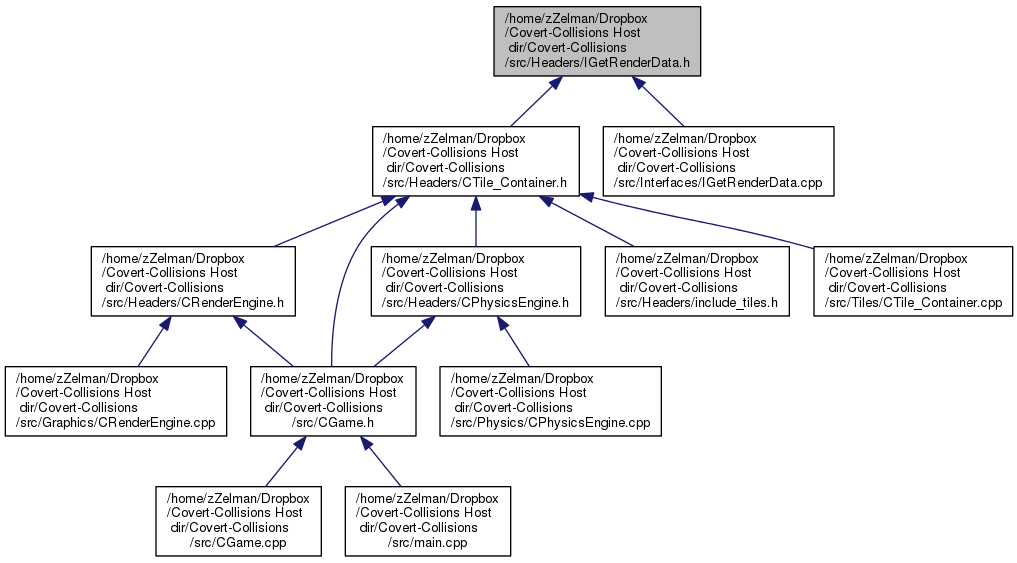 /home/zZelman/Dropbox
/Covert-Collisions Host
dir/Covert-Collisions
/src/Headers/IGetRenderData.h
/home/zZelman/Dropbox
/Covert-Collisions Host
dir/Covert-Collisions
/src/Headers/CTile_Container.h
/home/zZelman/Dropbox
/Covert-Collisions Host
dir/Covert-Collisions
/src/Interfaces/IGetRenderData.cpp
/home/zZelman/Dropbox
/Covert-Collisions Host
dir/Covert-Collisions
/src/Headers/CRenderEngine.h
/home/zZelman/Dropbox
/Covert-Collisions Host
dir/Covert-Collisions
/src/Headers/CPhysicsEngine.h
/home/zZelman/Dropbox
/Covert-Collisions Host
dir/Covert-Collisions
/src/Headers/include_tiles.h
/home/zZelman/Dropbox
/Covert-Collisions Host
dir/Covert-Collisions
/src/Tiles/CTile_Container.cpp
/home/zZelman/Dropbox
/Covert-Collisions Host
dir/Covert-Collisions
/src/Graphics/CRenderEngine.cpp
/home/zZelman/Dropbox
/Covert-Collisions Host
dir/Covert-Collisions
/src/CGame.h
/home/zZelman/Dropbox
/Covert-Collisions Host
dir/Covert-Collisions
/src/Physics/CPhysicsEngine.cpp
/home/zZelman/Dropbox
/Covert-Collisions Host
dir/Covert-Collisions
/src/CGame.cpp
/home/zZelman/Dropbox
/Covert-Collisions Host
dir/Covert-Collisions
/src/main.cpp